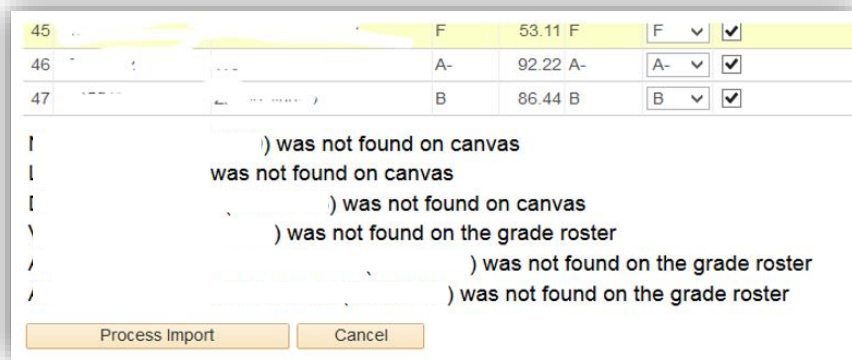 45 F 53.11 F F
46 A- 92.22 A- A-
47 B 86.44 B B
) was not found on canvas
was not found on canvas
) was not found on canvas
) was not found on the grade roster
) was not found on the grade roster
) was not found on the grade roster
Process Import Cancel